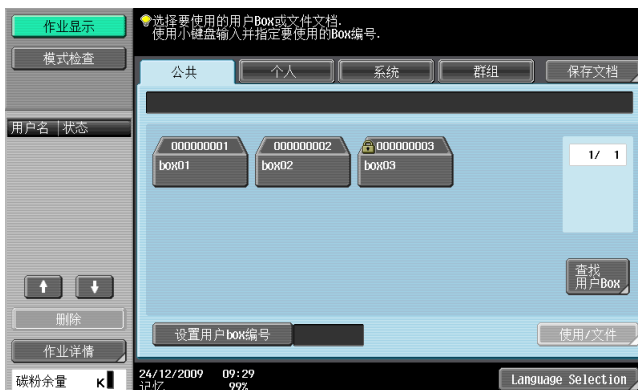 作业显示
模式检查
选择要使用的用户Box或文件文档.
使用小键盘输入并指定要使用的Box编号.
公共
个人
系统
群组
保存文档
用户名 状态
000000001
box01
000000002
box02
000000003
box03
1/ 1
查找
用户Box
删除
作业详情
设置用户box编号
使用/文件
碳粉余量 K
24/12/2009 09:29
记忆 99%
Language Selection